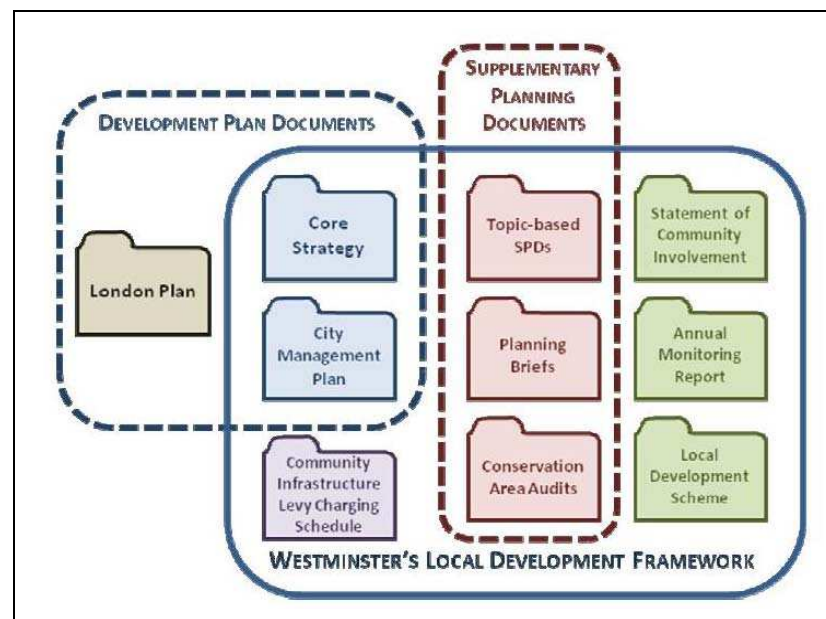 SUPPLEMENTARY
PLANNING
DOCUMENTS
DEVELOPMENT PLAN DOCUMENTS
London Plan
Core
Strategy
City
Management
Plan
Community
Infrastructure
Levy Charging
Schedule
Topic-based
SPDs
Planning
Briefs
Conservation
Area Audits
Statement of
Community
Involvement
Annual
Monitoring
Report
Local
Development
Scheme
WESTMINSTER'S LOCAL DEVELOPMENT FRAMEWORK